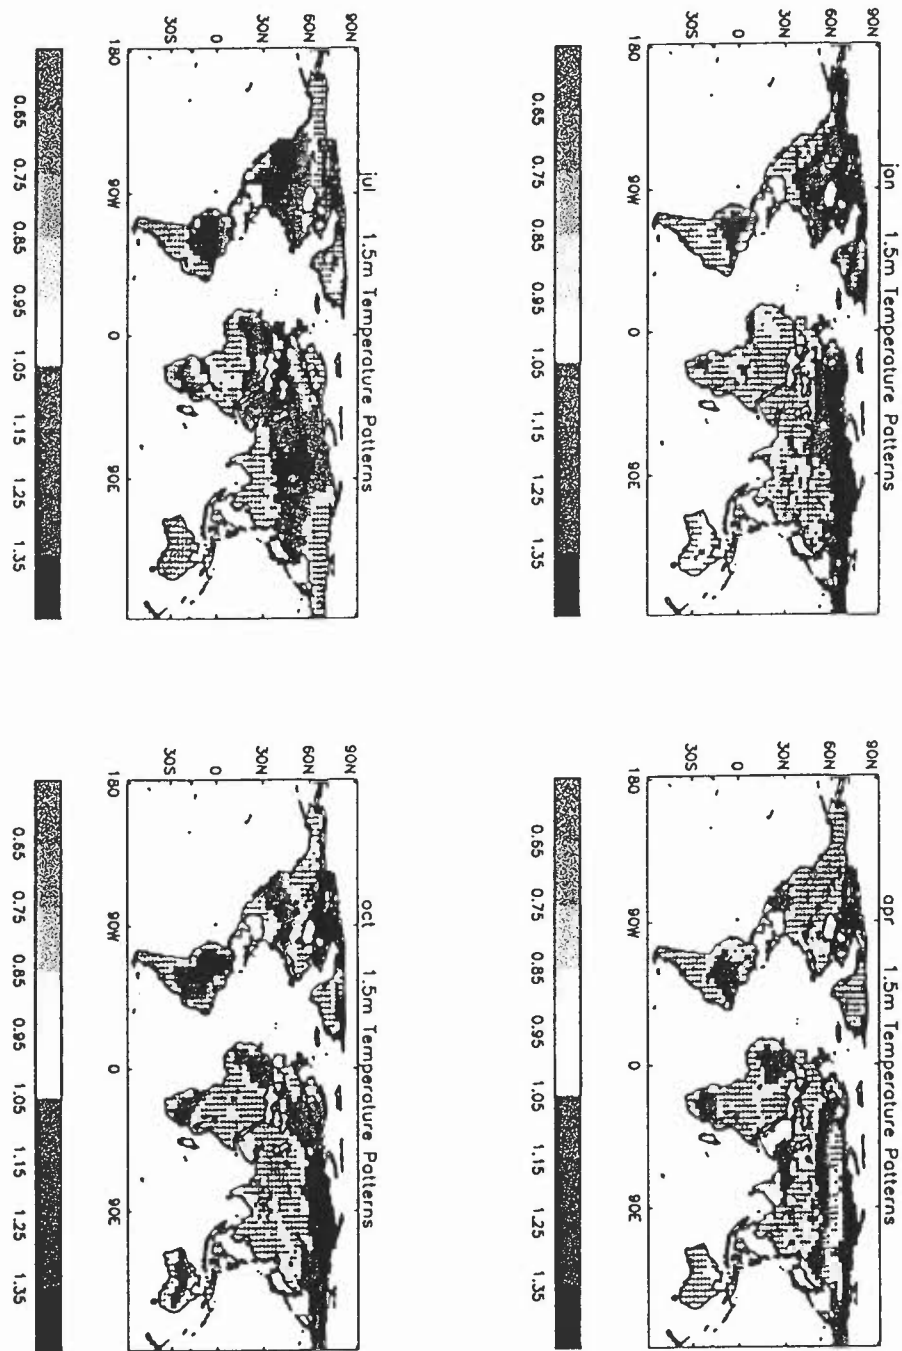 jan 1.5m Temperature Patterns
90N
60N
30N
0
30S
180 90W 0 90E
0.65 0.75 0.85 0.95 1.05 1.15 1.25 1.35
apr 1.5m Temperature Patterns
90N
60N
30N
0
30S
180 90W 0 90E
0.65 0.75 0.85 0.95 1.05 1.15 1.25 1.35
jul 1.5m Temperature Patterns
90N
60N
30N
0
30S
180 90W 0 90E
0.65 0.75 0.85 0.95 1.05 1.15 1.25 1.35
oct 1.5m Temperature Patterns
90N
60N
30N
0
30S
180 0 90W 90E
0.65 0.75 0.85 0.95 1.05 1.15 1.25 1.35